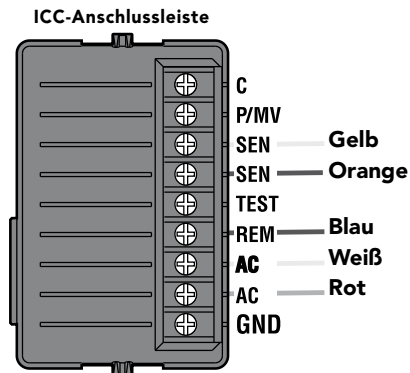 ICC-Anschlussleiste
C
P/MV
SEN Gelb
SEN Orange
TEST
REM Blau
AC Weiß
AC Rot
GND